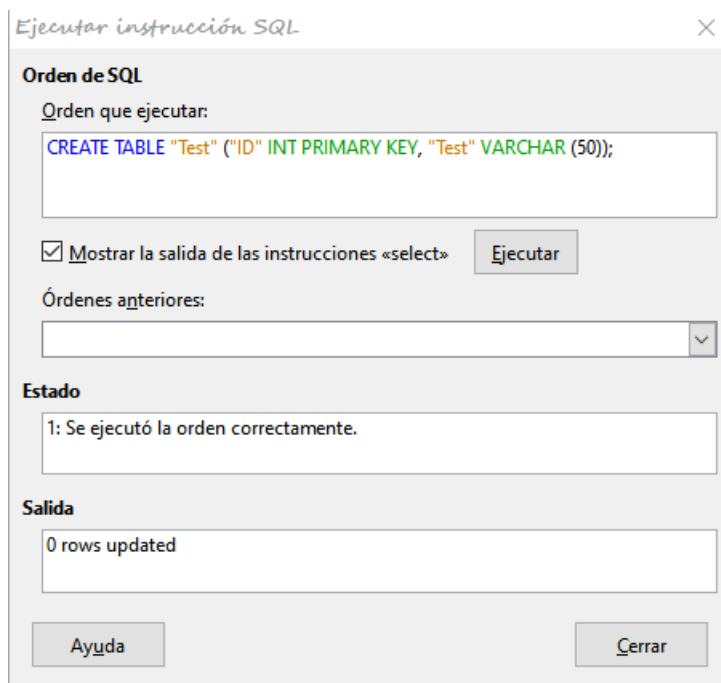 Ejecutar instrucción SQL
Orden de SQL
Orden que ejecutar:
CREATE TABLE "Test" ("ID" INT PRIMARY KEY, "Test" VARCHAR (50));
Mostrar la salida de las instrucciones «select»
Ejecutar
Órdenes anteriores:
Estado
1: Se ejecutó la orden correctamente.
Salida
0 rows updated
Ayuda
Cerrar